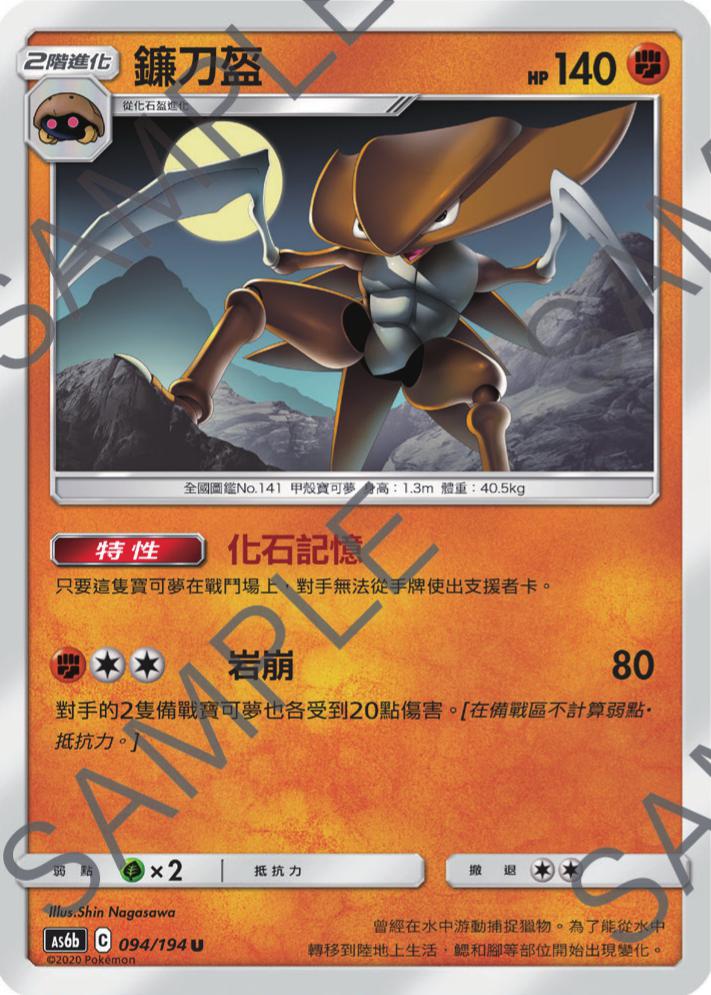 2階進化
鐮刀盔
HP 140
從化石盔進化
全國圖鑑No.141 甲殼寶可夢 身高：1.3m 體重：40.5kg
特性
化石記憶
只要這隻寶可夢在戰鬥場上，對手無法從手牌使出支援者卡。
岩崩 80
對手的2隻備戰寶可夢也各受到20點傷害。[在備戰區不計算弱點・
抵抗力。]
弱點 ×2 抵抗力 撤退
Illus.Shin Nagasawa
AS6b C 094/194 U
©2020 Pokémon
曾經在水中游動捕捉獵物。為了能從水中
轉移到陸地上生活，鰓和腳等部位開始出現變化。
SAMPLE
SAMPLE
SAMPLE
SAM
SA